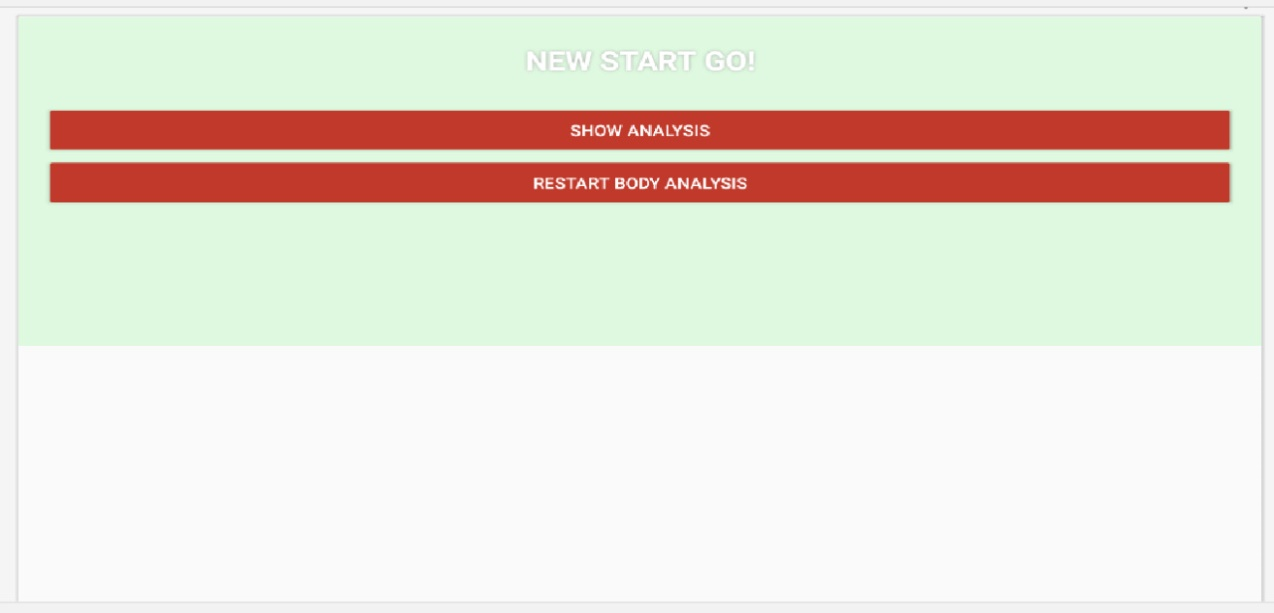 NEW START GO!
SHOW ANALYSIS
RESTART BODY ANALYSIS